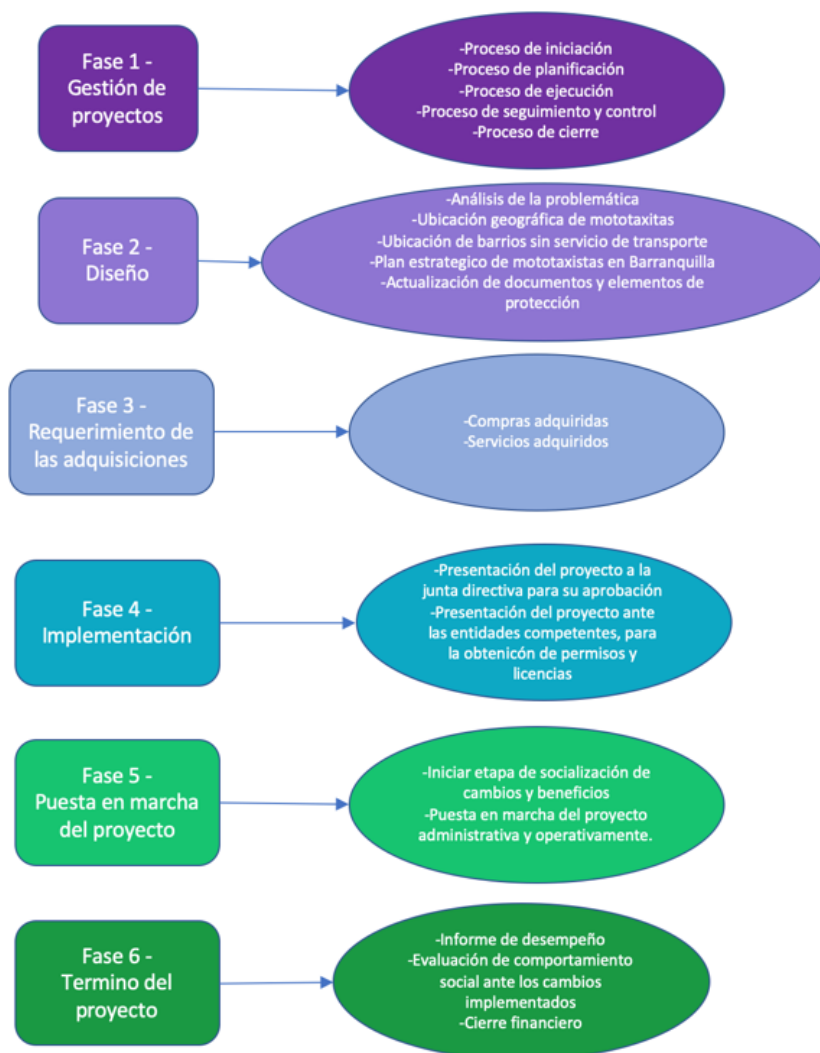 Fase 1 -
Gestión de
proyectos
-Proceso de iniciación
-Proceso de planificación
-Proceso de ejecución
-Proceso de seguimiento y control
-Proceso de cierre
Fase 2 -
Diseño
-Análisis de la problemática
-Ubicación geográfica de mototaxitas
-Ubicación de barrios sin servicio de transporte
-Plan estrategico de mototaxistas en Barranquilla
-Actualización de documentos y elementos de
protección
Fase 3 -
Requerimiento de
las adquisiciones
-Compras adquiridas
-Servicios adquiridos
Fase 4 -
Implementación
-Presentación del proyecto a la
junta directiva para su aprobación
-Presentación del proyecto ante
las entidades competentes, para
la obtenicón de permisos y
licencias
Fase 5 -
Puesta en marcha
del proyecto
-Iniciar etapa de socialización de
cambios y beneficios
-Puesta en marcha del proyecto
administrativa y operativamente.
Fase 6 -
Termino del
proyecto
-Informe de desempeño
-Evaluación de comportamiento
social ante los cambios
implementados
-Cierre financiero